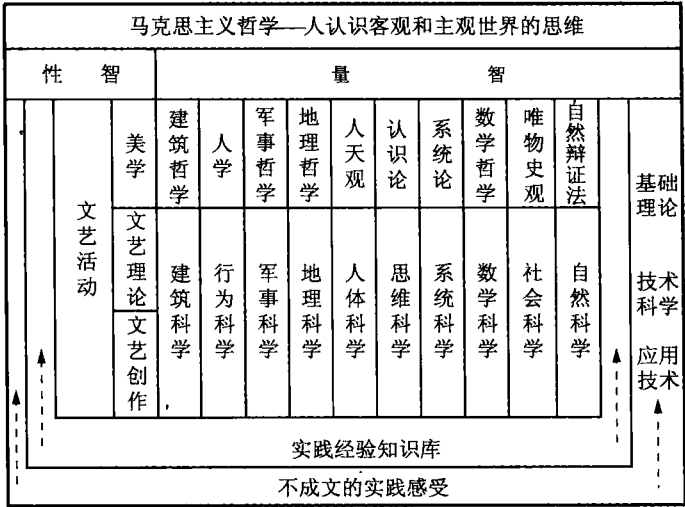 马克思主义哲学——人认识客观和主观世界的思维
性智
量智
文艺活动
美学
建筑哲学
人学
军事哲学
地理哲学
人天观
认识论
系统论
数学哲学
唯物史观
自然辩证法
基础
理论
文艺理论
文艺创作
建筑科学
行为科学
军事科学
地理科学
人体科学
思维科学
系统科学
数学科学
社会科学
自然科学
技术
科学
应用
技术
实践经验知识库
不成文的实践感受